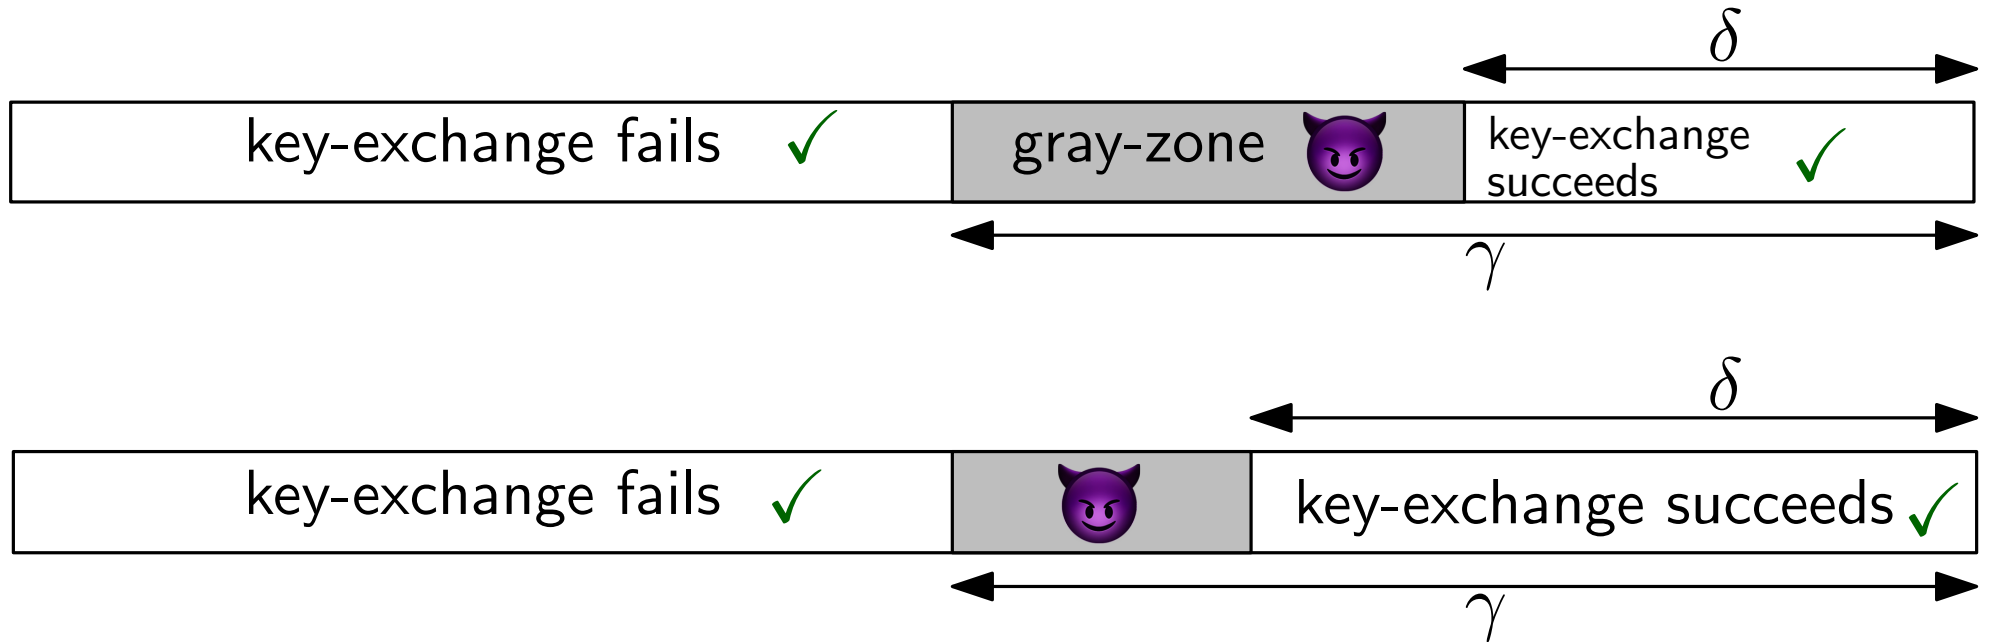 δ
key-exchange fails ✓
gray-zone 😈
key-exchange
succeeds ✓
γ
δ
key-exchange fails ✓
😈
key-exchange succeeds ✓
γ